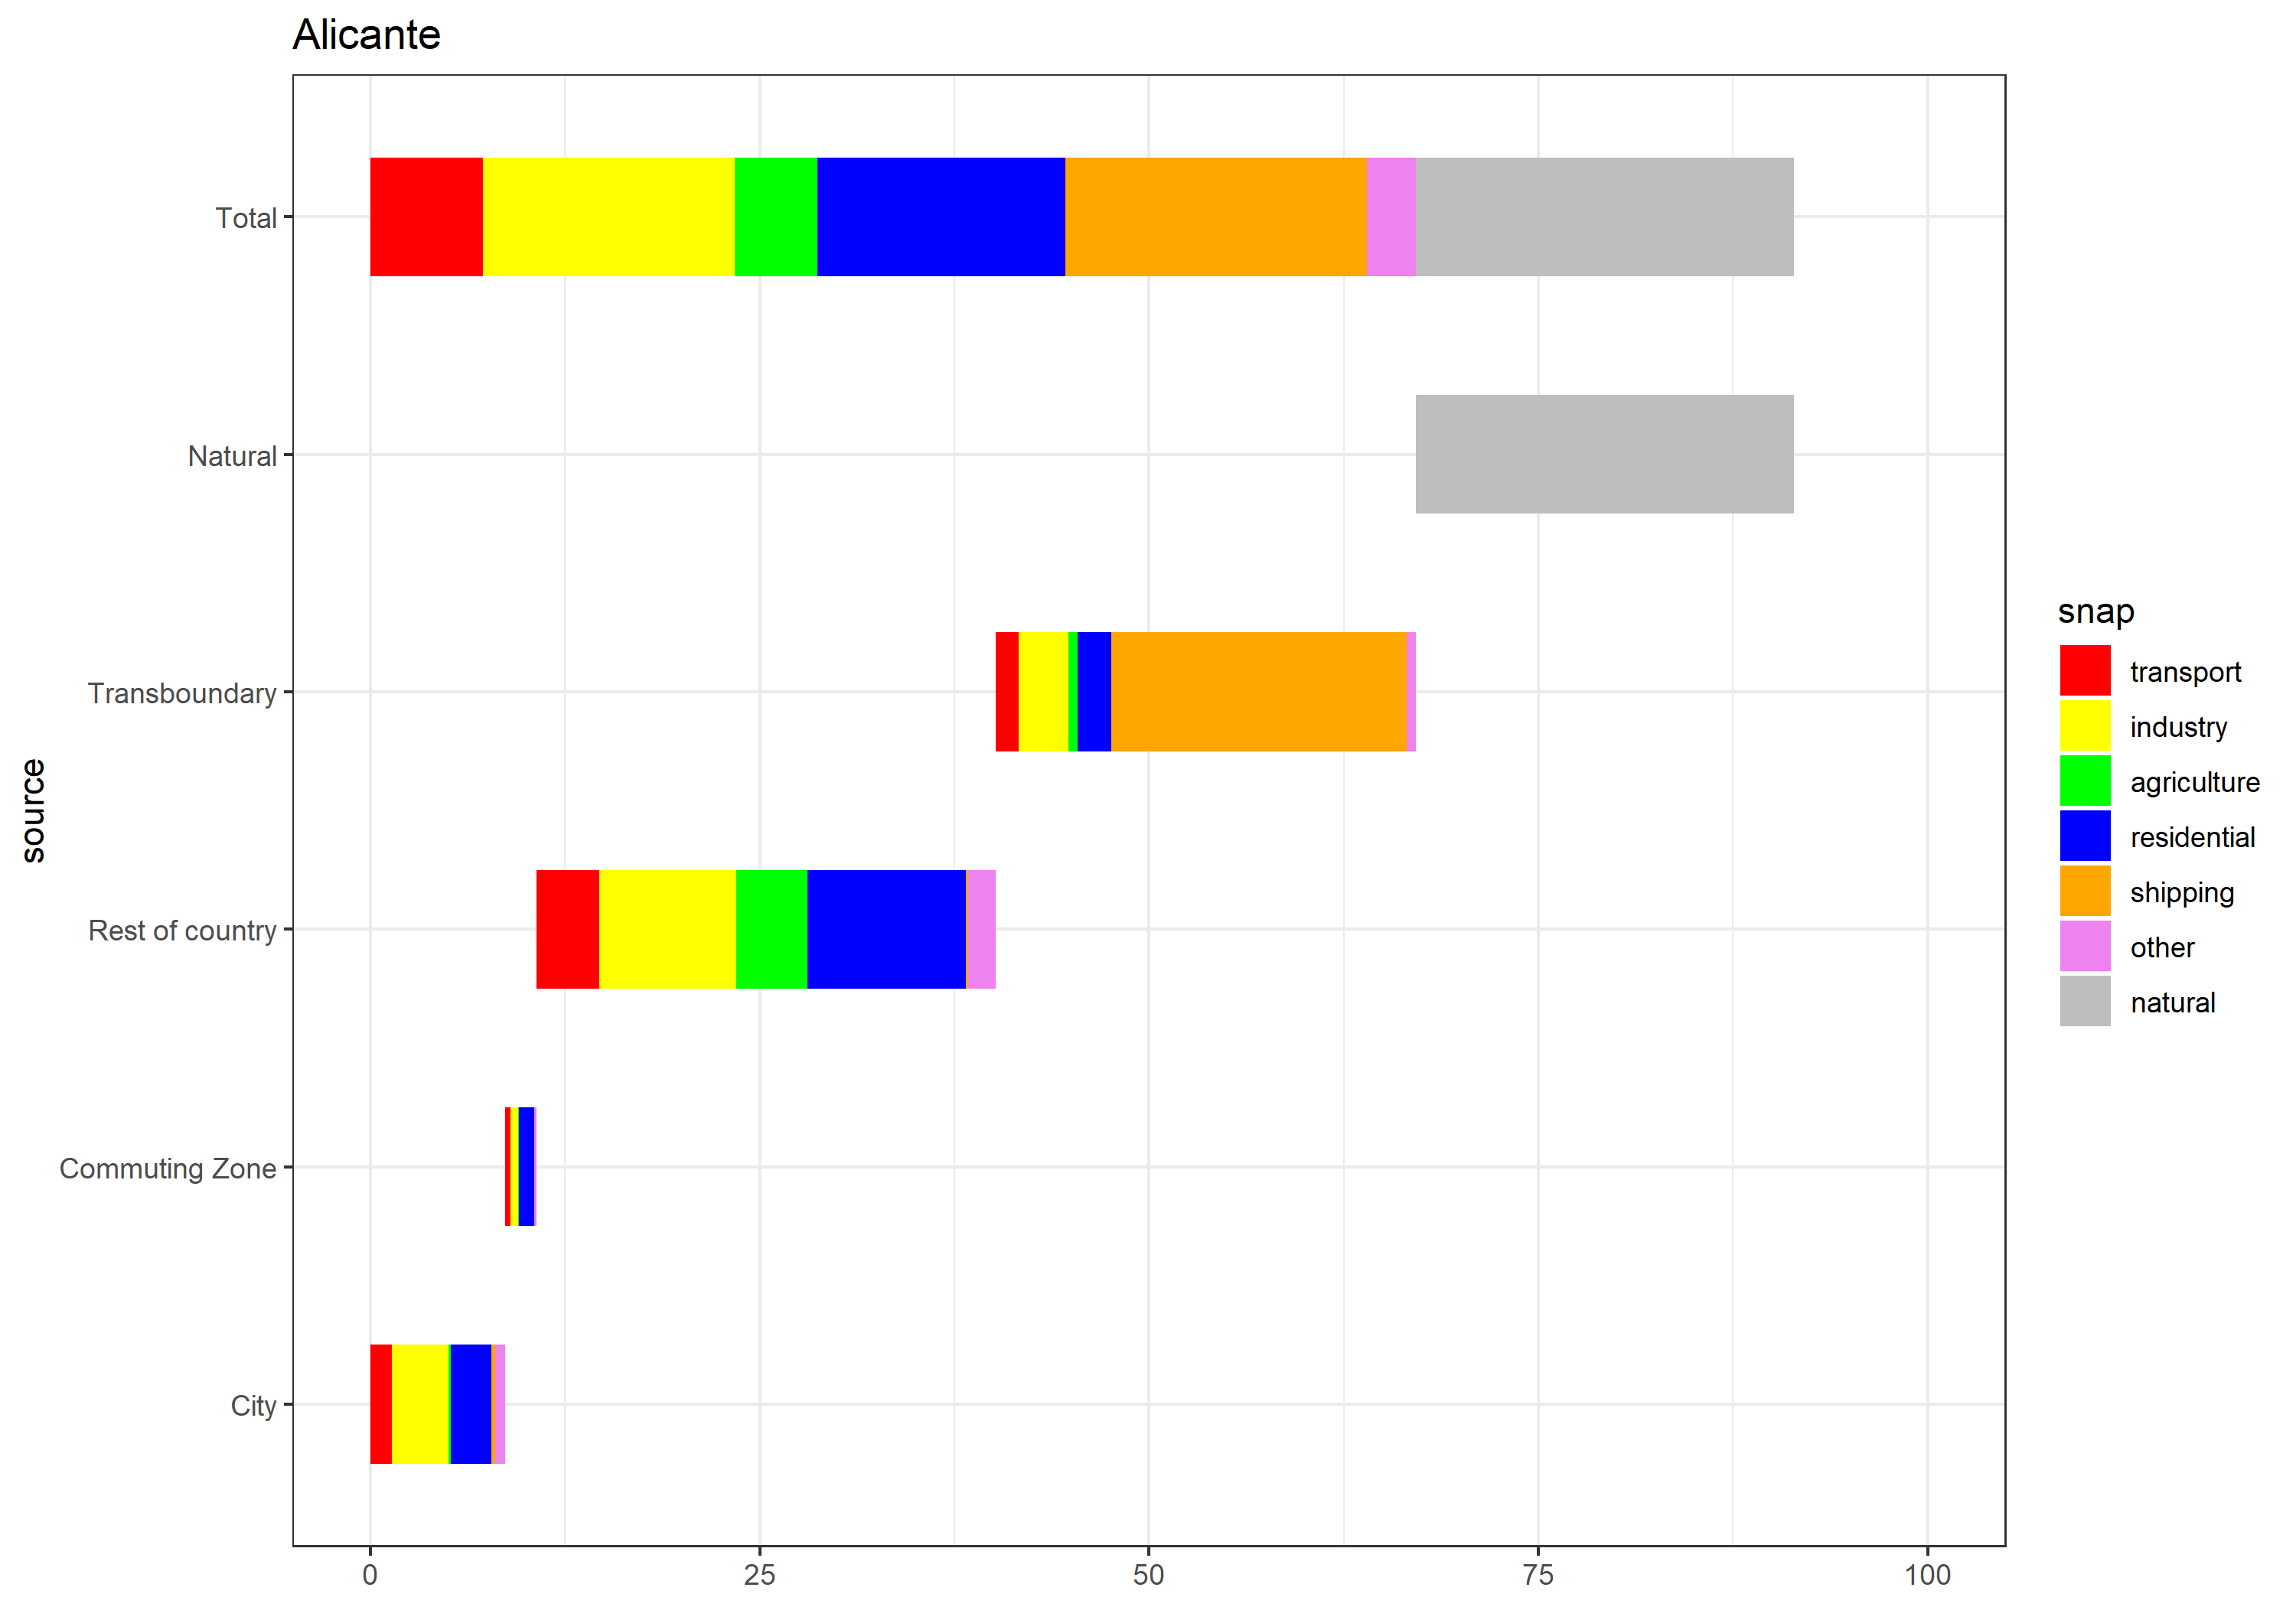 Alicante
Total
Natural
Transboundary
Rest of country
Commuting Zone
City
source
0 25 50 75 100
snap
transport
industry
agriculture
residential
shipping
other
natural